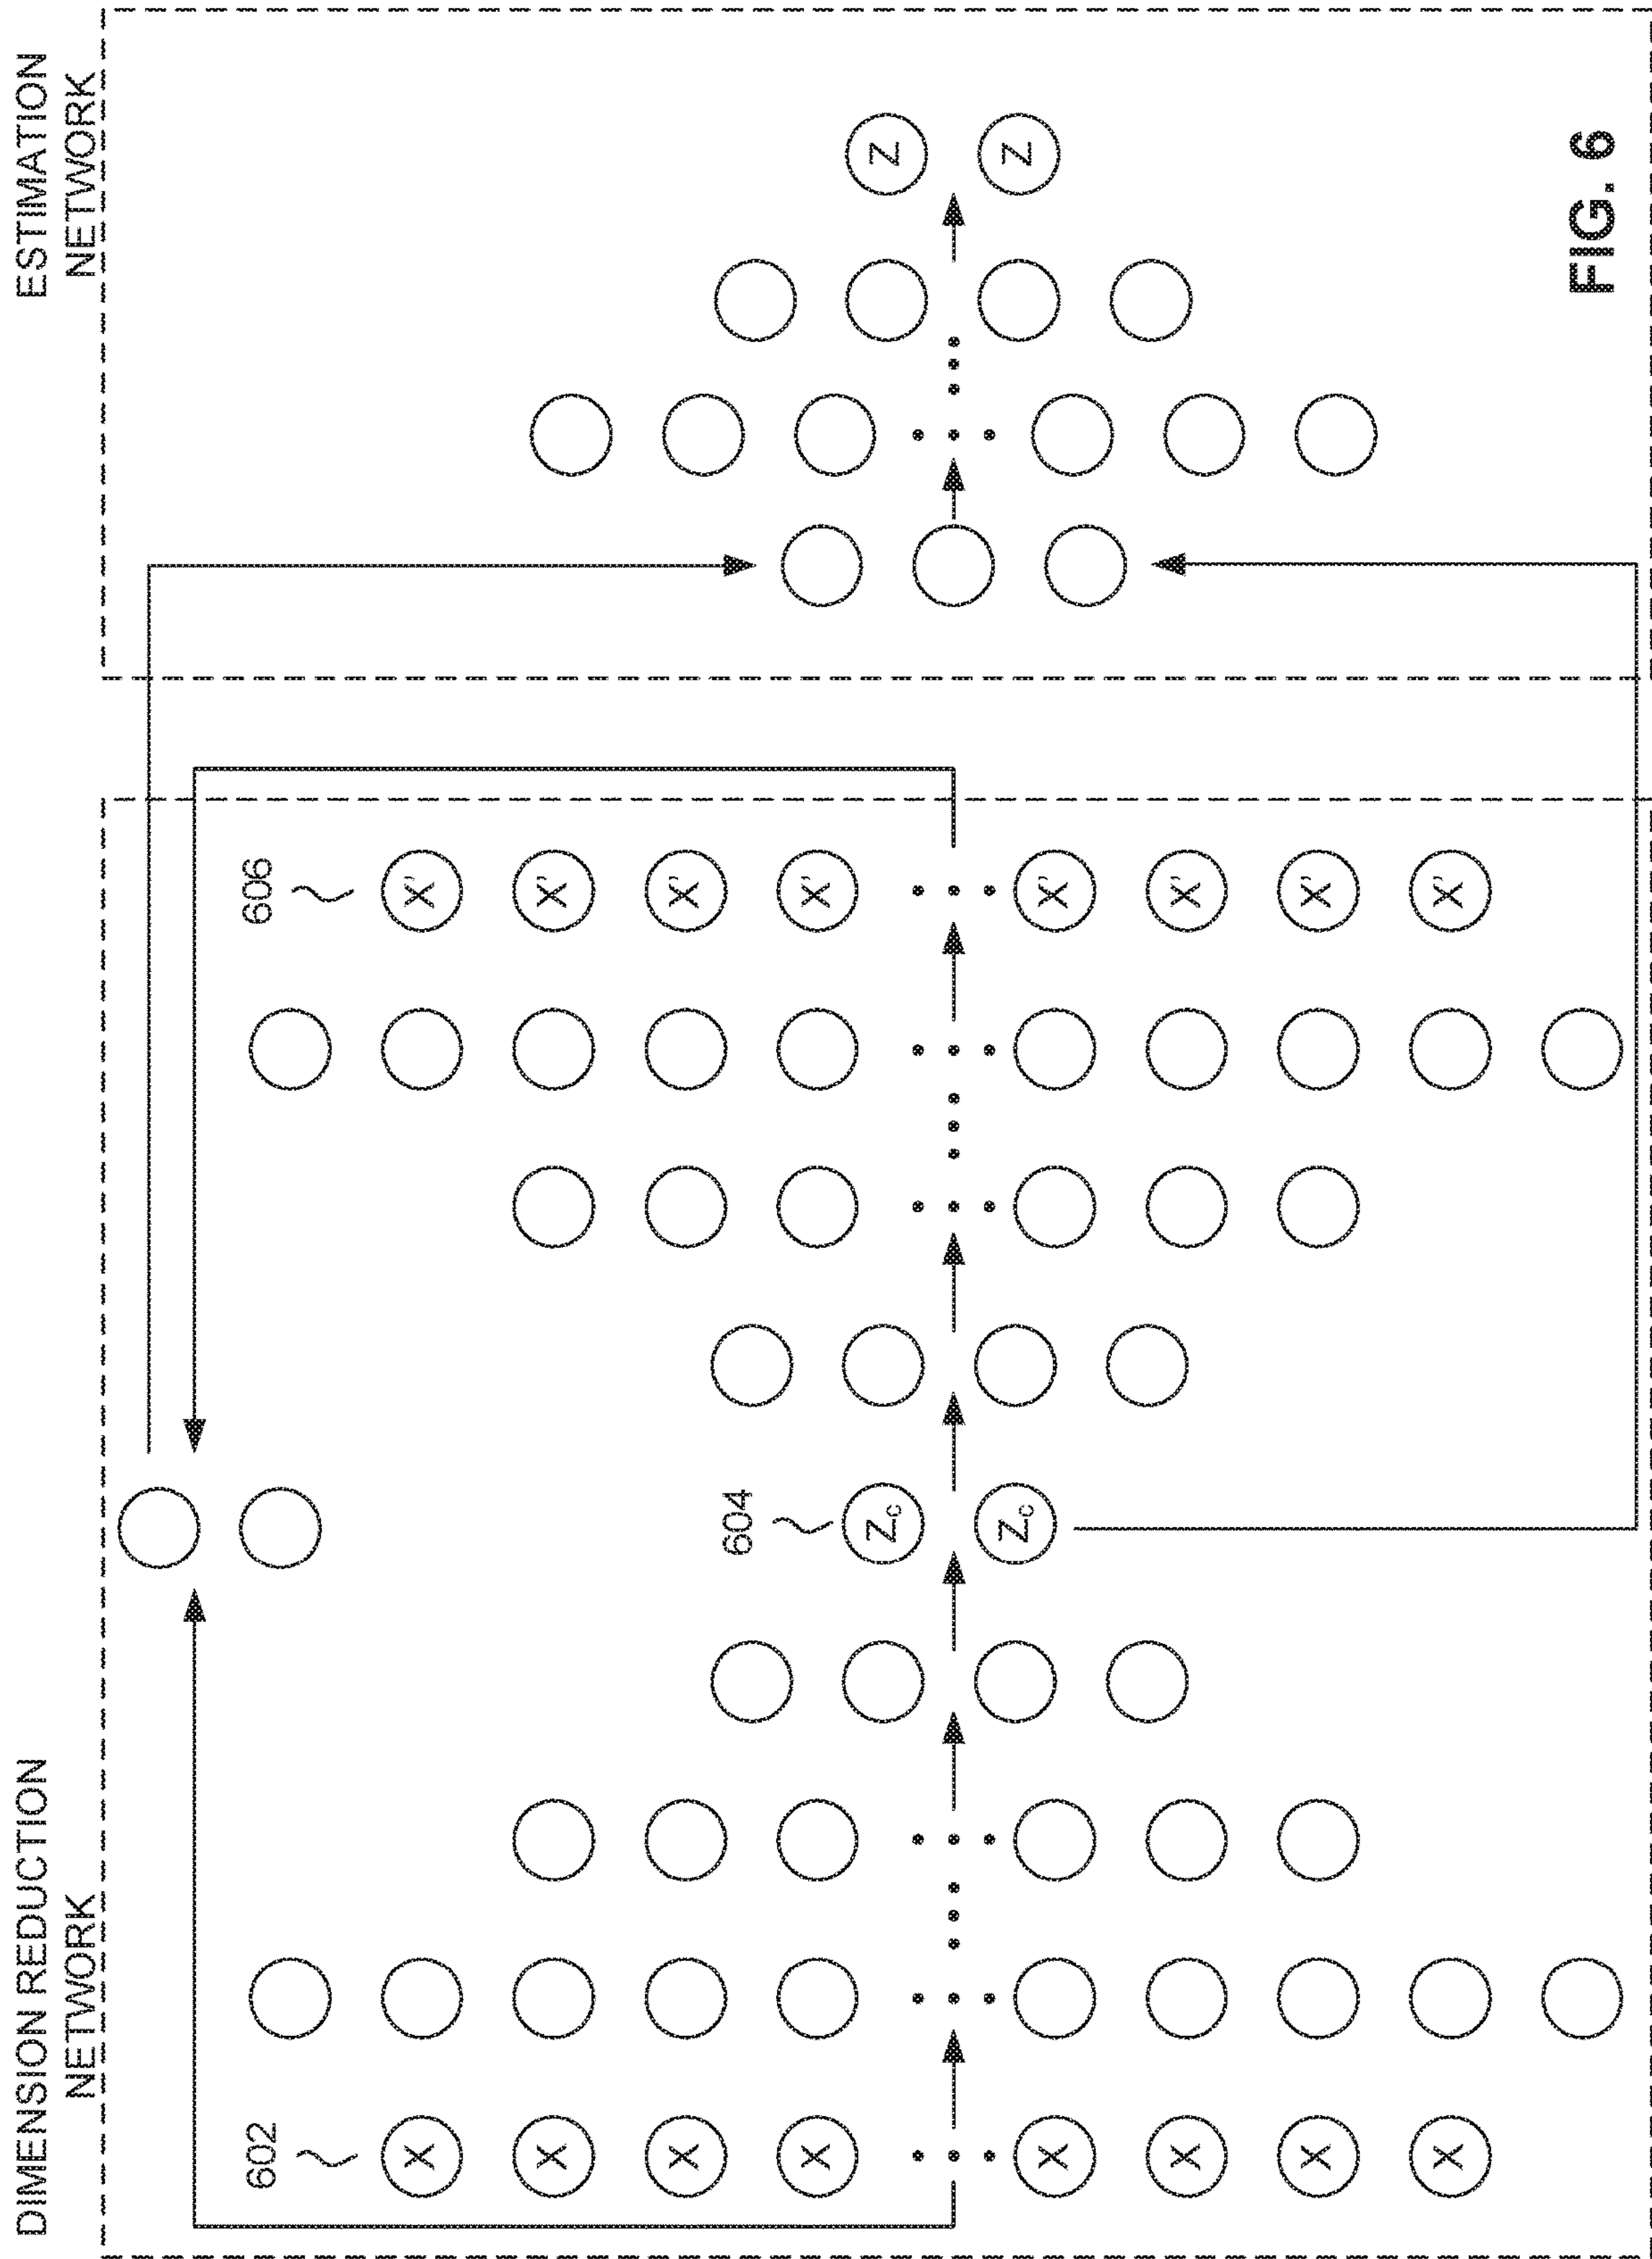 DIMENSION REDUCTION
NETWORK
ESTIMATION
NETWORK
602
X
X
X
X
X
X
X
X
604
Zc
Zc
606
X'
X'
X'
X'
X'
X'
X'
X'
Z
Z
FIG. 6